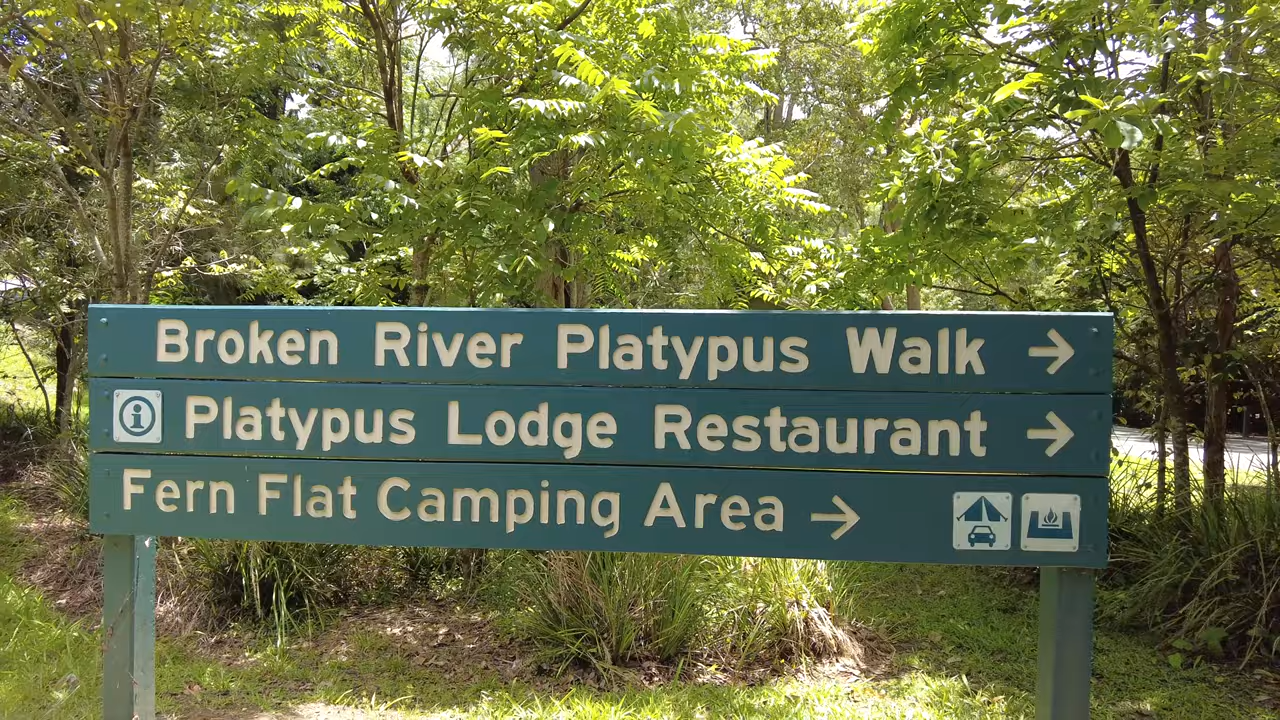 Broken River Platypus Walk →
i Platypus Lodge Restaurant →
Fern Flat Camping Area →